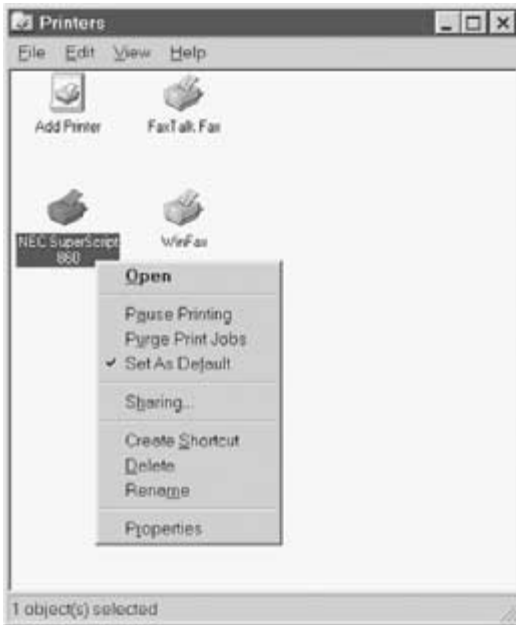 Printers
File Edit View Help
Add Printer FaxTalk Fax
NEC SuperScript WinFax
860
Open
Pause Printing
Purge Print Jobs
Set As Default
Sharing...
Create Shortcut
Delete
Rename
Properties
1 object(s) selected